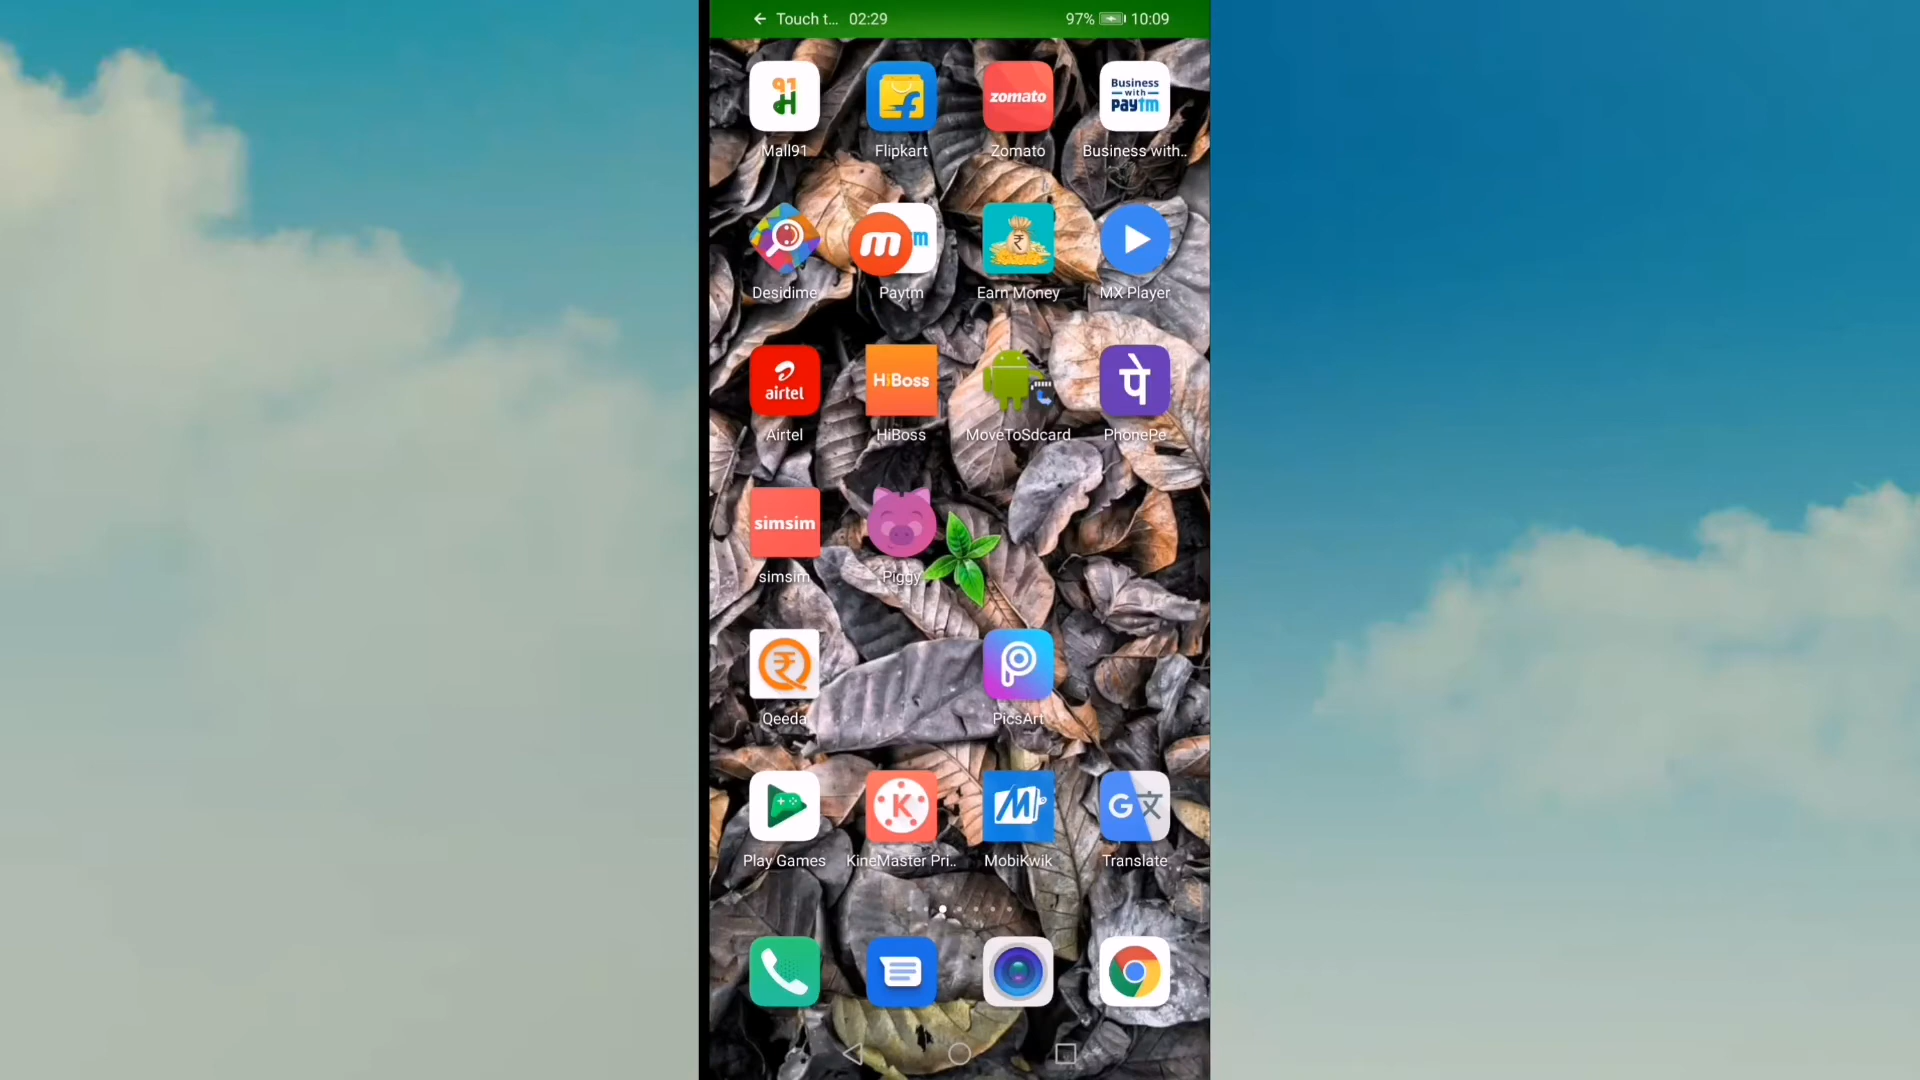 ← Touch t... 02:29 97% 10:09
91
Mall91
Flipkart
zomato
Zomato
Business
with
paytm
Business with..
Desidime
m
m
Paytm
₹
Earn Money
MX Player
airtel
Airtel
HiBoss
HiBoss
MoveToSdcard
पे
PhonePe
simsim
simsim
Piggy
₹
Qeeda
PicsArt
Play Games
K
KineMaster Pri..
M
MobiKwik
G文
Translate